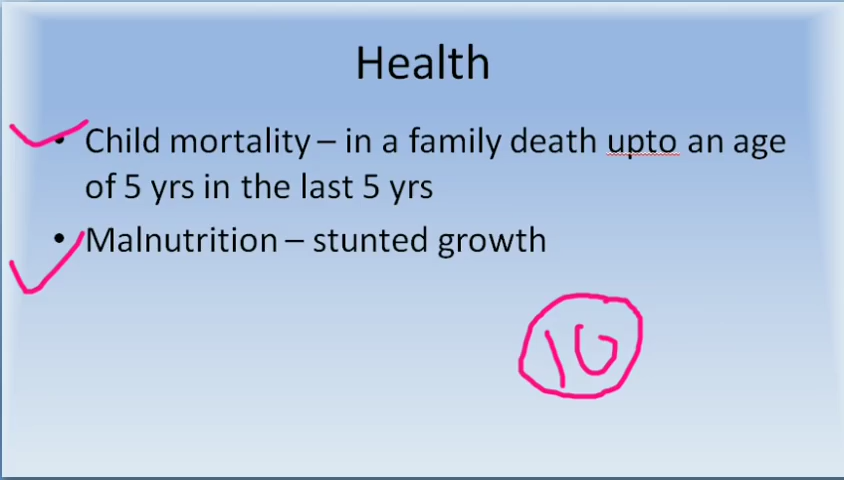 Health
• Child mortality – in a family death upto an age
of 5 yrs in the last 5 yrs
• Malnutrition – stunted growth
10